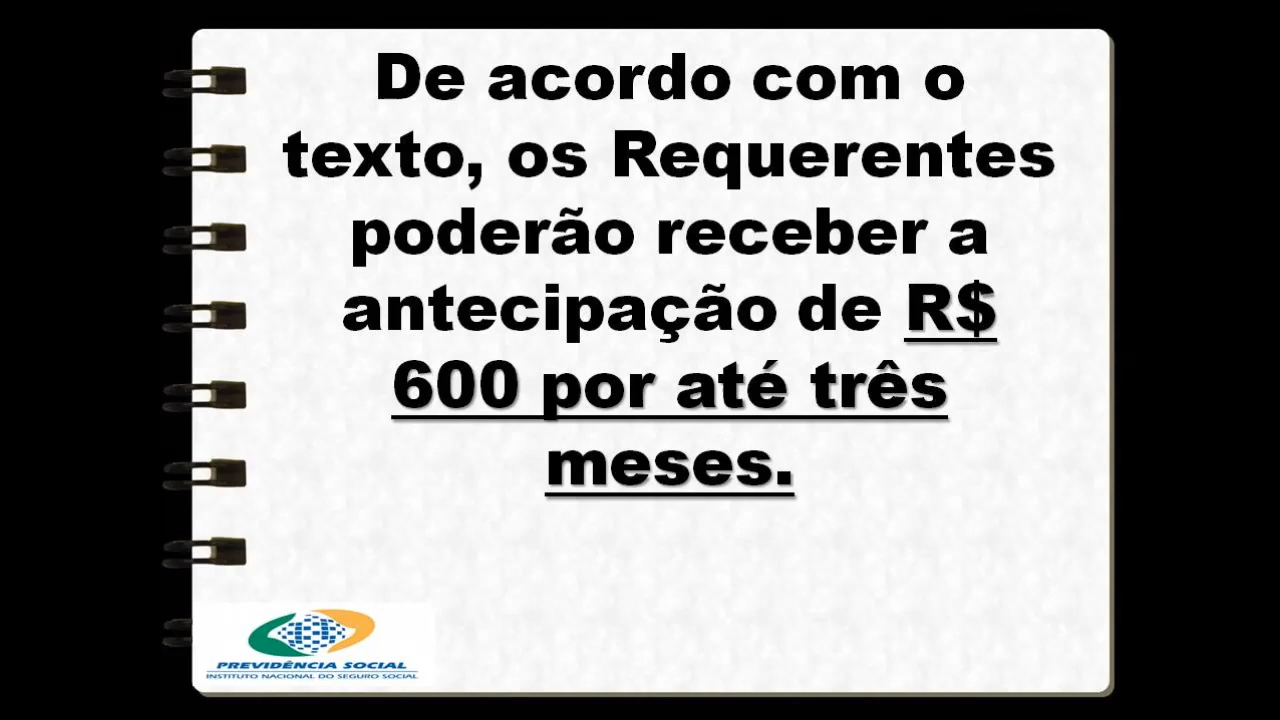 De acordo com o
texto, os Requerentes
poderão receber a
antecipação de R$
600 por até três
meses.
PREVIDÊNCIA SOCIAL
INSTITUTO NACIONAL DO SEGURO SOCIAL